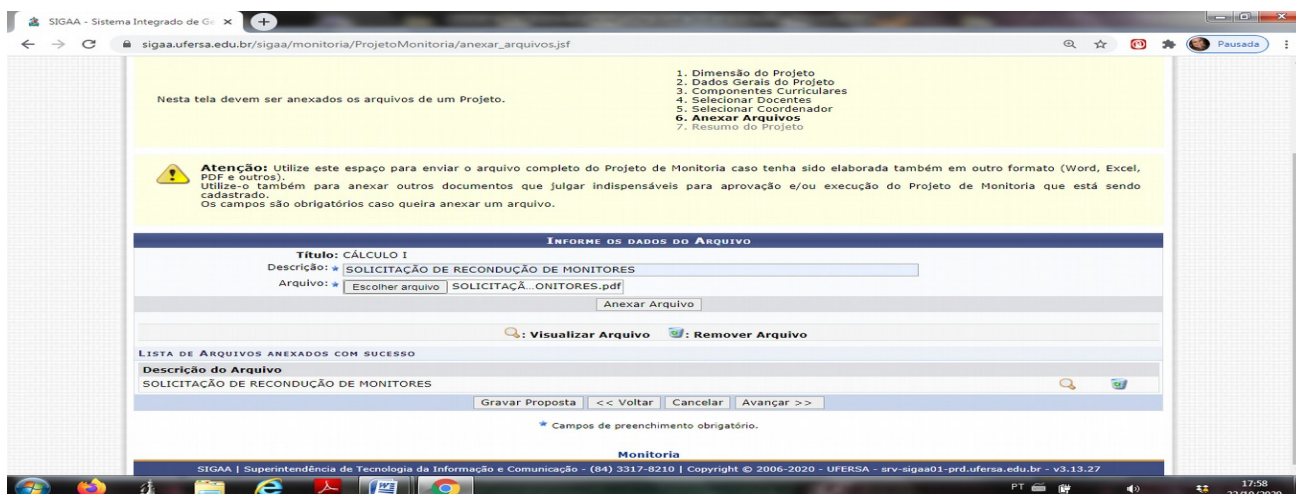 SIGAA - Sistema Integrado de Ge
sigaa.ufersa.edu.br/sigaa/monitoria/ProjetoMonitoria/anexar_arquivos.jsf
Pausada
Nesta tela devem ser anexados os arquivos de um Projeto.
1. Dimensão do Projeto
2. Dados Gerais do Projeto
3. Componentes Curriculares
4. Selecionar Docentes
5. Selecionar Coordenador
6. Anexar Arquivos
7. Resumo do Projeto
Atenção: Utilize este espaço para enviar o arquivo completo do Projeto de Monitoria caso tenha sido elaborada também em outro formato (Word, Excel,
PDF e outros).
Utilize-o também para anexar outros documentos que julgar indispensáveis para aprovação e/ou execução do Projeto de Monitoria que está sendo
cadastrado.
Os campos são obrigatórios caso queira anexar um arquivo.
INFORME OS DADOS DO ARQUIVO
Título: CÁLCULO I
Descrição: SOLICITAÇÃO DE RECONDUÇÃO DE MONITORES
Arquivo: Escolher arquivo SOLICITAÇÃ...ONITORES.pdf
Anexar Arquivo
: Visualizar Arquivo : Remover Arquivo
LISTA DE ARQUIVOS ANEXADOS COM SUCESSO
Descrição do Arquivo
SOLICITAÇÃO DE RECONDUÇÃO DE MONITORES
Gravar Proposta << Voltar Cancelar Avançar >>
Campos de preenchimento obrigatório.
Monitoria
SIGAA | Superintendência de Tecnologia da Informação e Comunicação - (84) 3317-8210 | Copyright © 2006-2020 - UFERSA - srv-sigaa01-prd.ufersa.edu.br - v3.13.27
PT
17:58